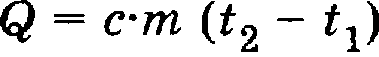 Q = c·m (t₂ − t₁)